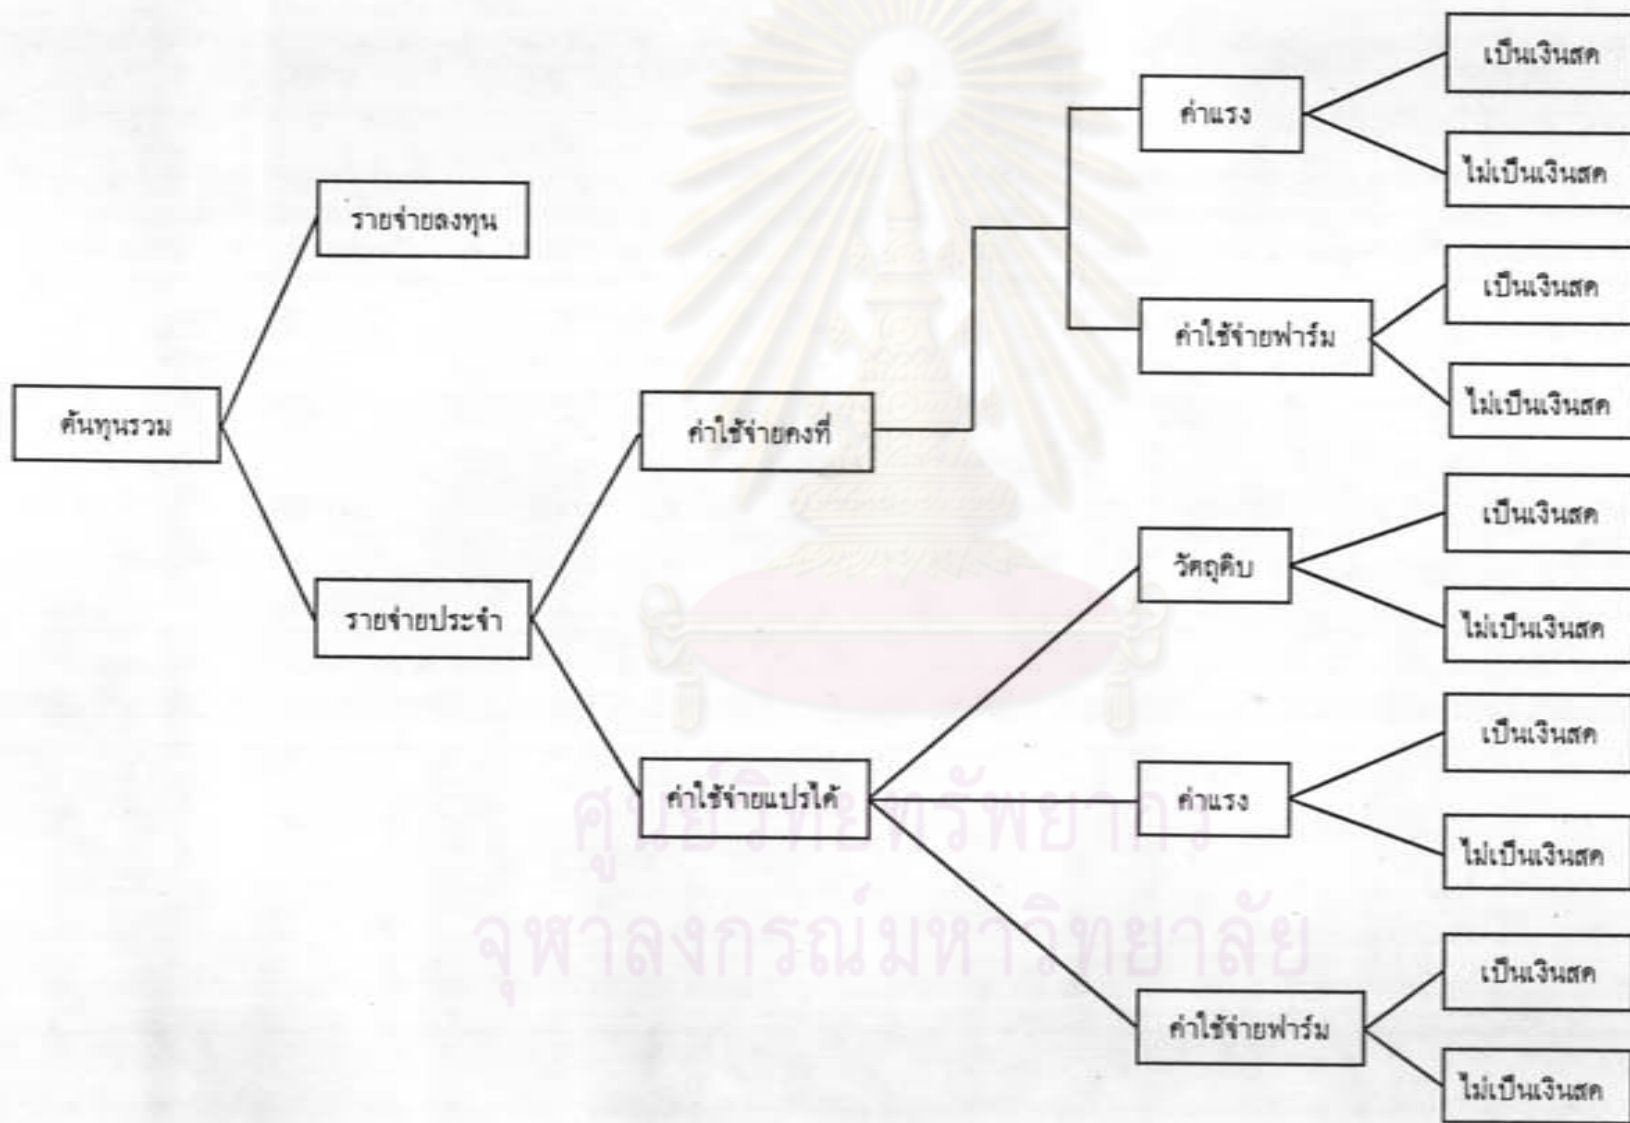 เป็นเงินสด
ค่าแรง
ไม่เป็นเงินสด
รายจ่ายลงทุน
เป็นเงินสด
ค่าใช้จ่ายฟาร์ม
ไม่เป็นเงินสด
ต้นทุนรวม
ค่าใช้จ่ายคงที่
เป็นเงินสด
วัตถุดิบ
ไม่เป็นเงินสด
รายจ่ายประจำ
เป็นเงินสด
ค่าใช้จ่ายแปรได้
ค่าแรง
ไม่เป็นเงินสด
ศูนย์วิทยทรัพยากร
จุฬาลงกรณ์มหาวิทยาลัย
เป็นเงินสด
ค่าใช้จ่ายฟาร์ม
ไม่เป็นเงินสด